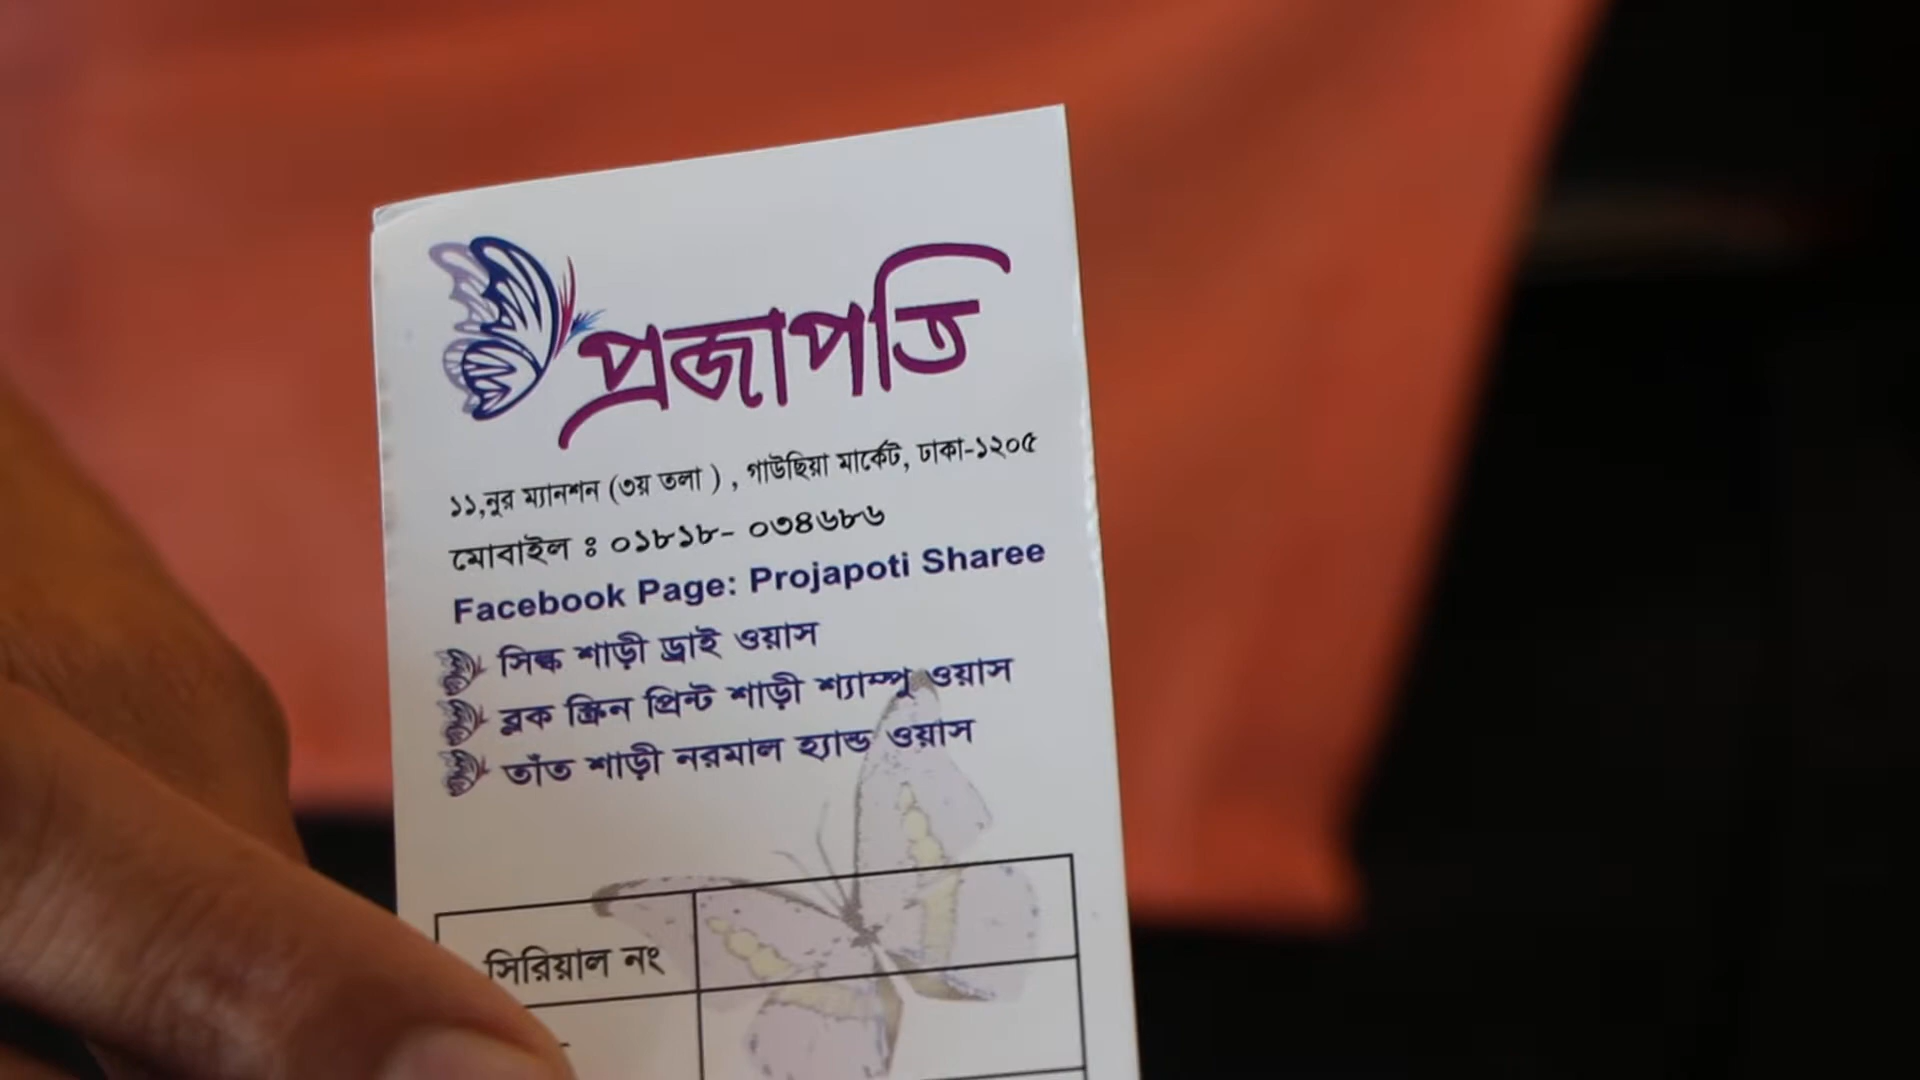 প্রজাপতি
১১,নুর ম্যানশন (৩য় তলা ) , গাউছিয়া মার্কেট, ঢাকা-১২০৫
মোবাইল ঃ ০১৮১৮- ০৩৪৬৮৬
Facebook Page: Projapoti Sharee
সিল্ক শাড়ী ড্রাই ওয়াস
ব্লক স্ক্রিন প্রিন্ট শাড়ী শ্যাম্পু ওয়াস
তাঁত শাড়ী নরমাল হ্যান্ড ওয়াস
সিরিয়াল নং